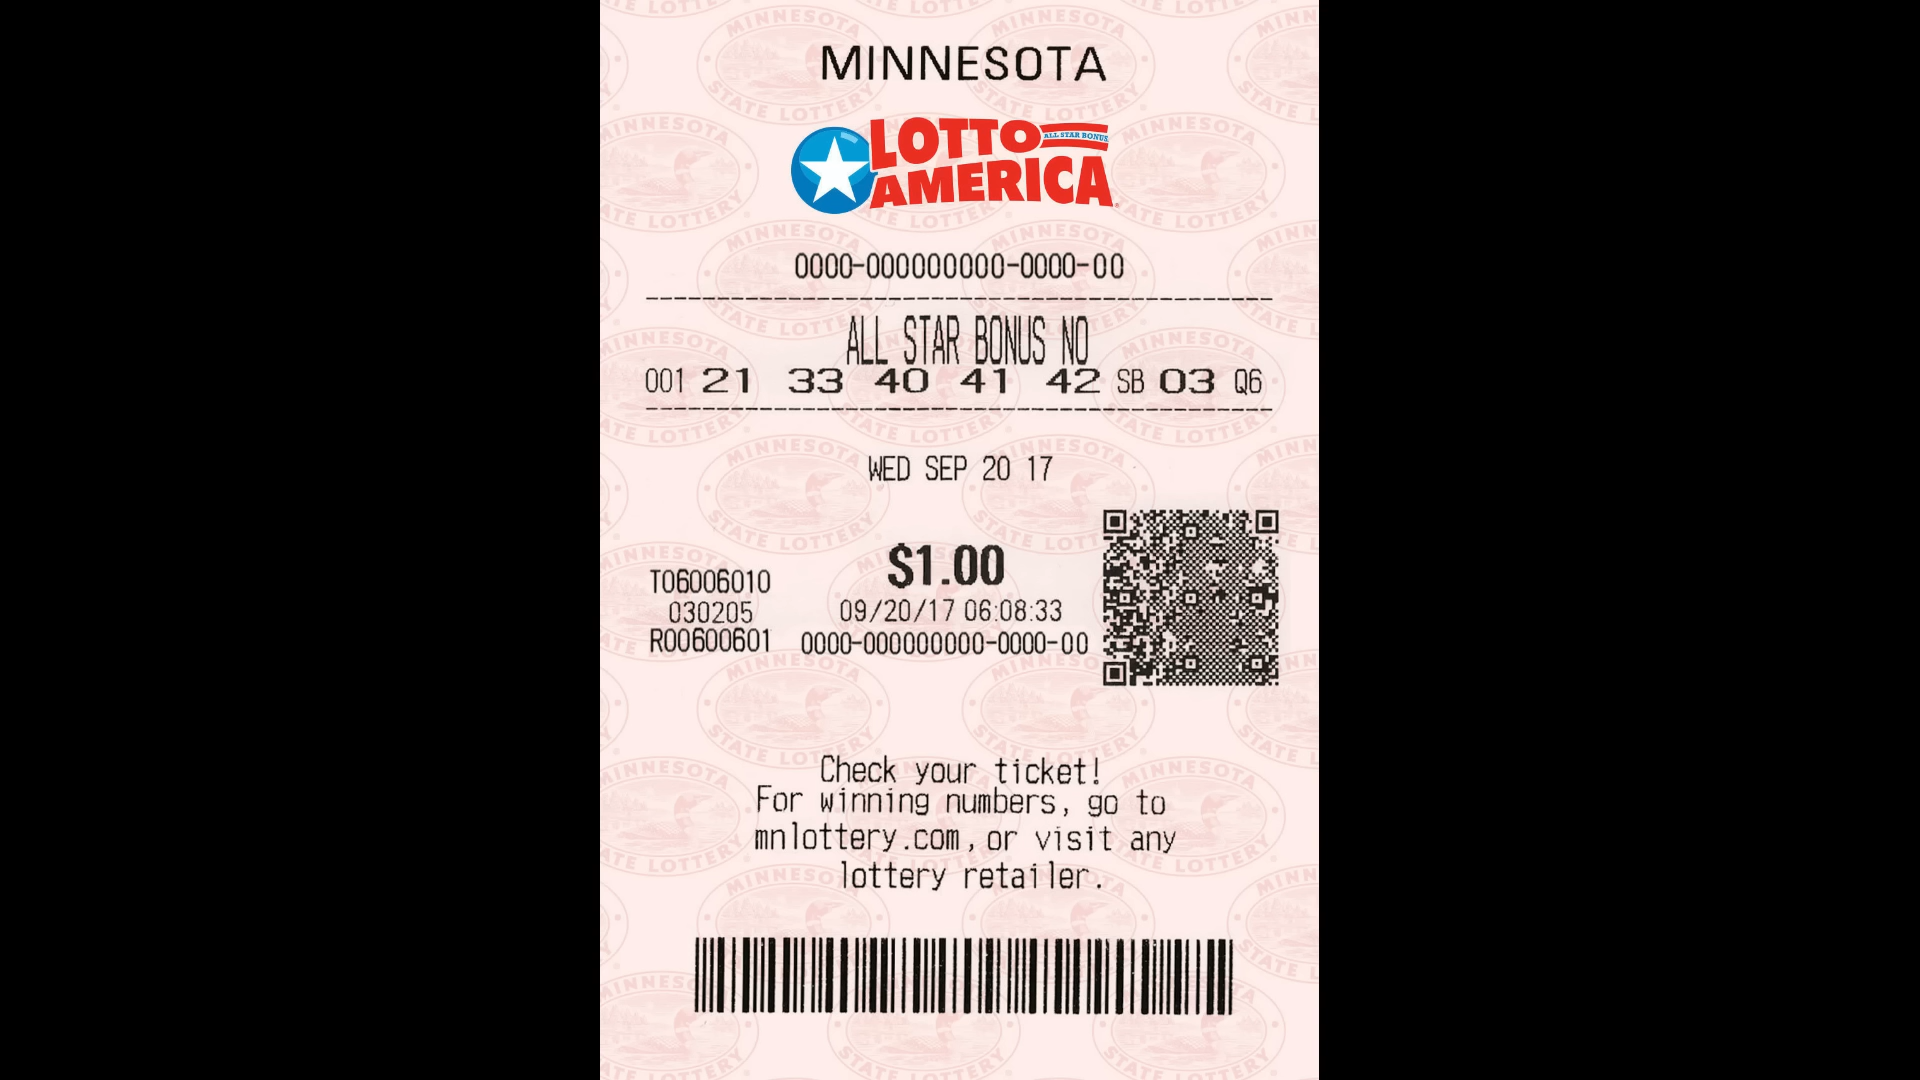 MINNESOTA
LOTTO
ALL STAR BONUS
AMERICA
0000-000000000-0000-00
ALL STAR BONUS NO
001 21 33 40 41 42 SB 03 Q6
WED SEP 20 17
$1.00
T06006010
030205
09/20/17 06:08:33
R00600601
0000-000000000-0000-00
Check your ticket!
For winning numbers, go to
mnlottery.com, or visit any
lottery retailer.
MINNESOTA
STATE LOTTERY